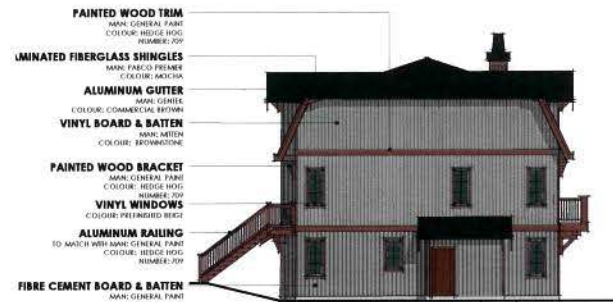 PAINTED WOOD TRIM
MAN: GENERAL PAINT
COLOUR: HEDGE HOG
NUMBER: 709
MINATED FIBERGLASS SHINGLES
MAN: PABCO PREMIER
COLOUR: MOCHA
ALUMINUM GUTTER
MAN: GENTEK
COLOUR: COMMERCIAL BROWN
VINYL BOARD & BATTEN
MAN: MITTEN
COLOUR: BROWNSTONE
PAINTED WOOD BRACKET
MAN: GENERAL PAINT
COLOUR: HEDGE HOG
NUMBER: 709
VINYL WINDOWS
COLOUR: PREFINISHED BEIGE
ALUMINUM RAILING
TO MATCH WITH MAN: GENERAL PAINT
COLOUR: HEDGE HOG
NUMBER: 709
FIBRE CEMENT BOARD & BATTEN
MAN: GENERAL PAINT